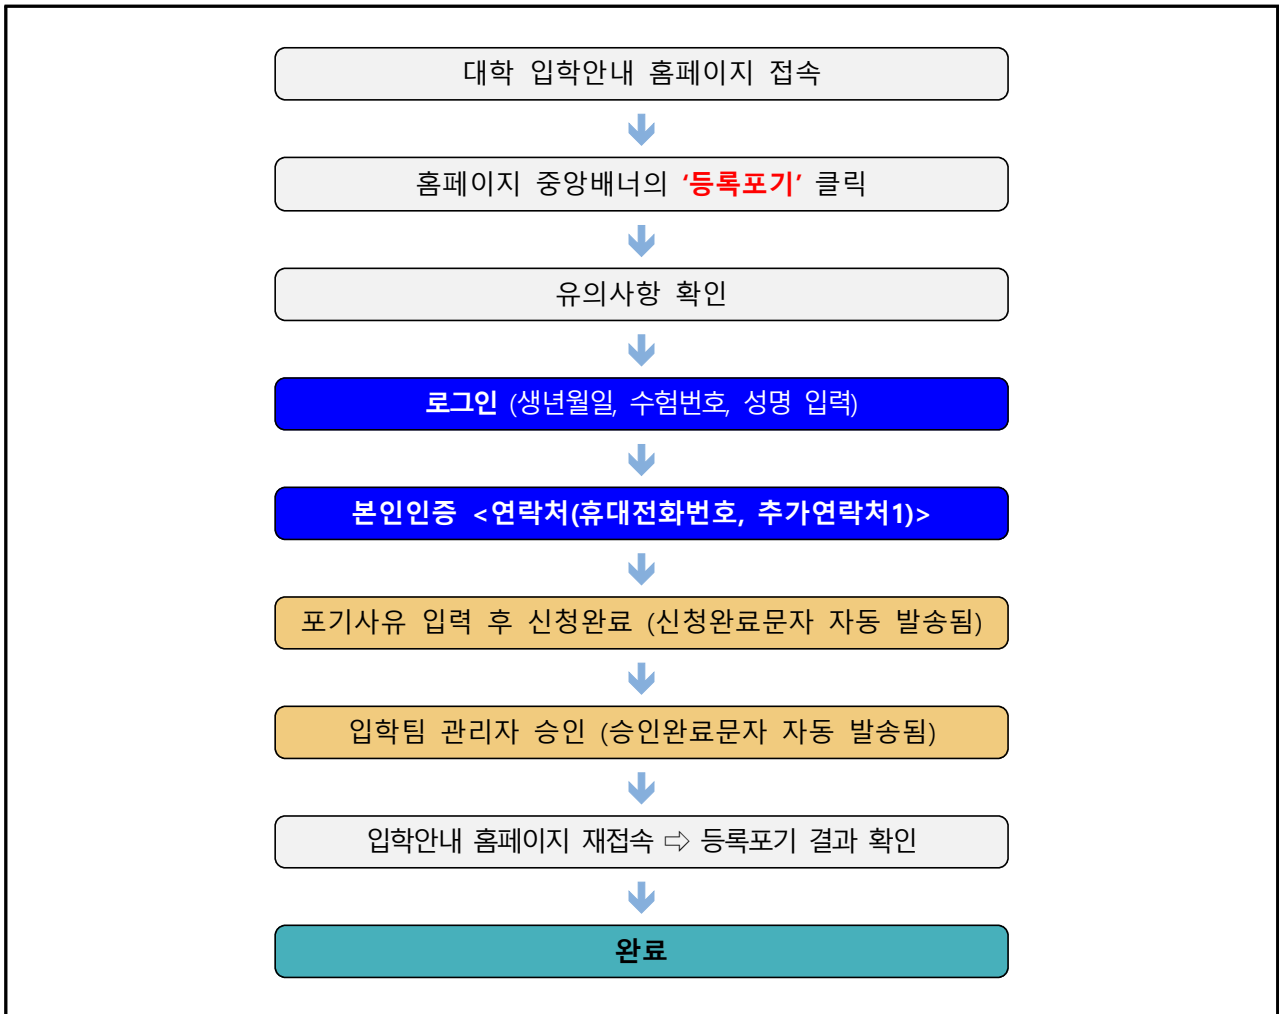 대학 입학안내 홈페이지 접속
홈페이지 중앙배너의 ‘등록포기’ 클릭
유의사항 확인
로그인 (생년월일, 수험번호, 성명 입력)
본인인증 <연락처(휴대전화번호, 추가연락처1)>
포기사유 입력 후 신청완료 (신청완료문자 자동 발송됨)
입학팀 관리자 승인 (승인완료문자 자동 발송됨)
입학안내 홈페이지 재접속 ⇨ 등록포기 결과 확인
완료